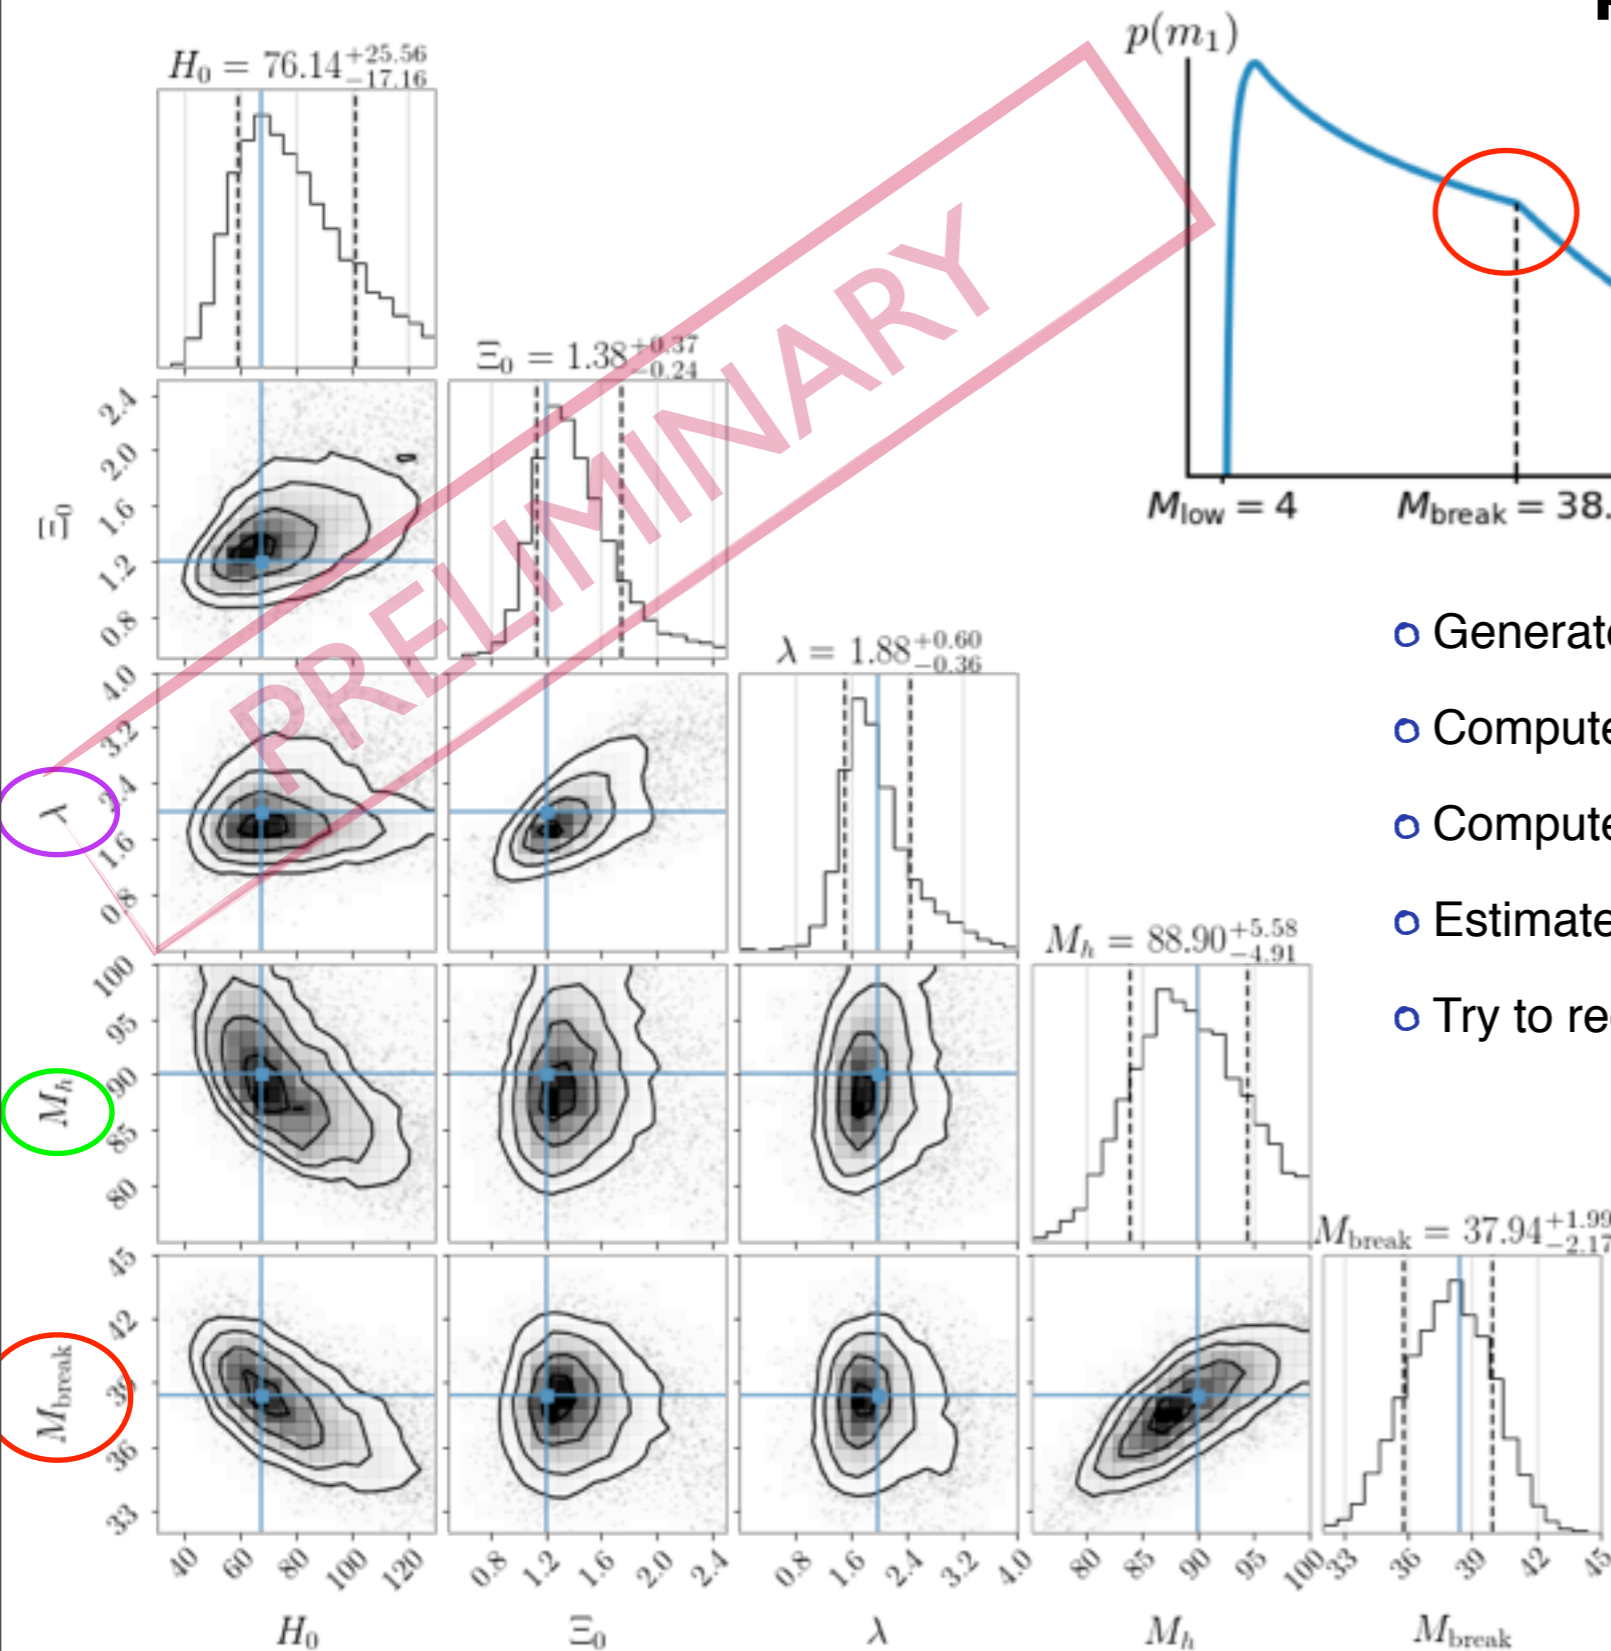 p(m₁)
H₀ = 76.14+25.56−17.16
Ξ₀ = 1.38+0.37−0.24
λ = 1.88+0.60−0.36
M_h = 88.90+5.58−4.91
M_break = 37.94+1.99−2.17
PRELIMINARY
M_low = 4
M_break = 38.
Generate
Compute
Compute
Estimate
Try to re
Ξ₀
2.4
2.0
1.6
1.2
0.8
λ
4.0
3.2
2.4
1.6
0.8
M_h
100
95
90
85
80
M_break
45
42
39
36
33
40 60 80 100 120
0.8 1.2 1.6 2.0 2.4
0.8 1.6 2.4 3.2 4.0
80 85 90 95 100
33 36 39 42 45
H₀ Ξ₀ λ M_h M_break